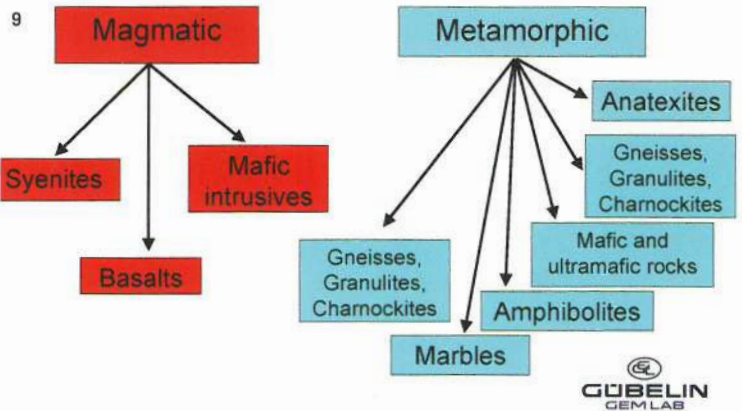 9
Magmatic
Syenites
Mafic
intrusives
Basalts
Metamorphic
Anatexites
Gneisses,
Granulites,
Charnockites
Mafic and
ultramafic rocks
Amphibolites
Marbles
Gneisses,
Granulites,
Charnockites
GÜBELIN
GEM LAB